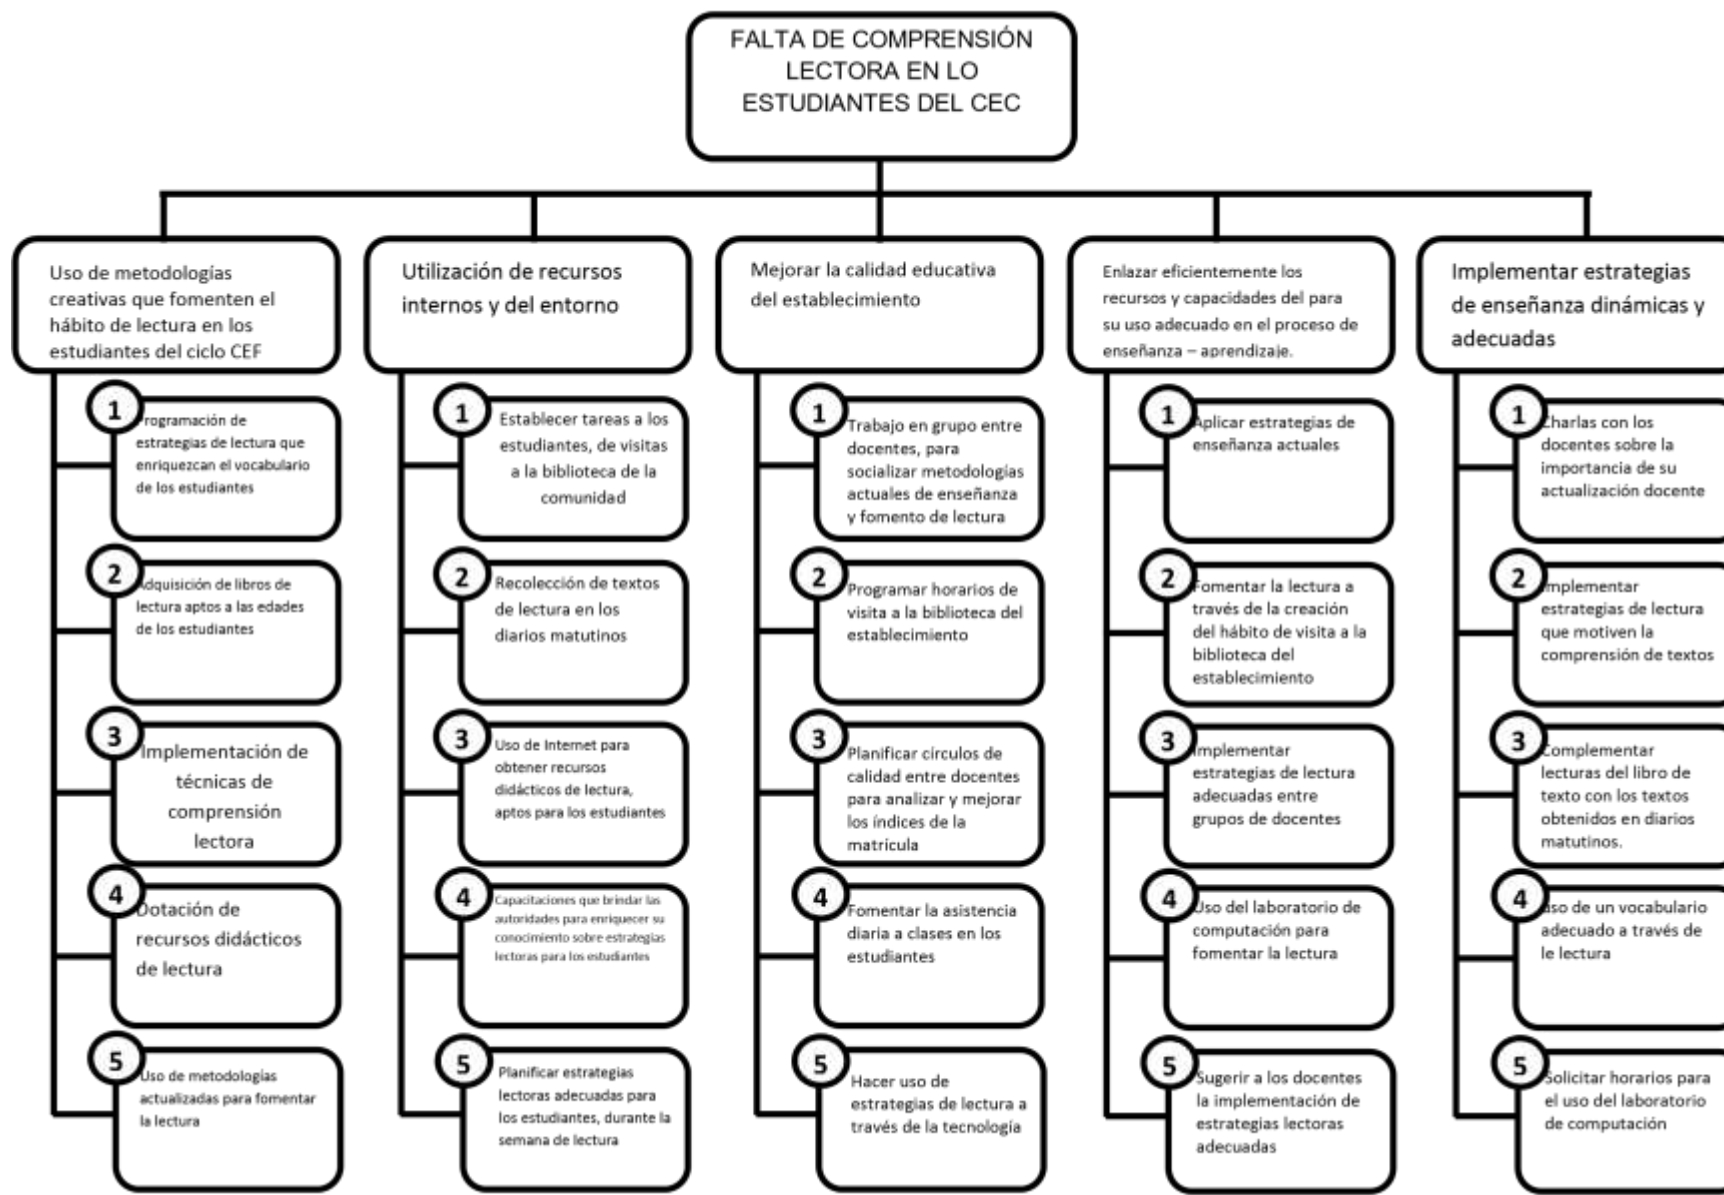 FALTA DE COMPRENSIÓN
LECTORA EN LO
ESTUDIANTES DEL CEC
Uso de metodologías
creativas que fomenten el
hábito de lectura en los
estudiantes del ciclo CEF
1
Programación de
estrategias de lectura que
enriquezcan el vocabulario
de los estudiantes
2
Adquisición de libros de
lectura aptos a las edades
de los estudiantes
3
Implementación de
técnicas de
comprensión
lectora
4
Dotación de
recursos didácticos
de lectura
5
Uso de metodologías
actualizadas para fomentar
la lectura
Utilización de recursos
internos y del entorno
1
Establecer tareas a los
estudiantes, de visitas
a la biblioteca de la
comunidad
2
Recolección de textos
de lectura en los
diarios matutinos
3
Uso de Internet para
obtener recursos
didácticos de lectura,
aptos para los estudiantes
4
Capacitaciones que brindar las
autoridades para enriquecer su
conocimiento sobre estrategias
lectoras para los estudiantes
5
Planificar estrategias
lectoras adecuadas para
los estudiantes, durante la
semana de lectura
Mejorar la calidad educativa
del establecimiento
1
Trabajo en grupo entre
docentes, para
socializar metodologías
actuales de enseñanza
y fomento de lectura
2
Programar horarios de
visita a la biblioteca del
establecimiento
3
Planificar círculos de
calidad entre docentes
para analizar y mejorar
los índices de la
matrícula
4
Fomentar la asistencia
diaria a clases en los
estudiantes
5
Hacer uso de
estrategias de lectura a
través de la tecnología
Enlazar eficientemente los
recursos y capacidades del para
su uso adecuado en el proceso de
enseñanza – aprendizaje.
1
Aplicar estrategias de
enseñanza actuales
2
Fomentar la lectura a
través de la creación
del hábito de visita a la
biblioteca del
establecimiento
3
Implementar
estrategias de lectura
adecuadas entre
grupos de docentes
4
Uso del laboratorio de
computación para
fomentar la lectura
5
Sugerir a los docentes
la implementación de
estrategias lectoras
adecuadas
Implementar estrategias
de enseñanza dinámicas y
adecuadas
1
Charlas con los
docentes sobre la
importancia de su
actualización docente
2
Implementar
estrategias de lectura
que motiven la
comprensión de textos
3
Complementar
lecturas del libro de
texto con los textos
obtenidos en diarios
matutinos.
4
Uso de un vocabulario
adecuado a través de
le lectura
5
Solicitar horarios para
el uso del laboratorio
de computación